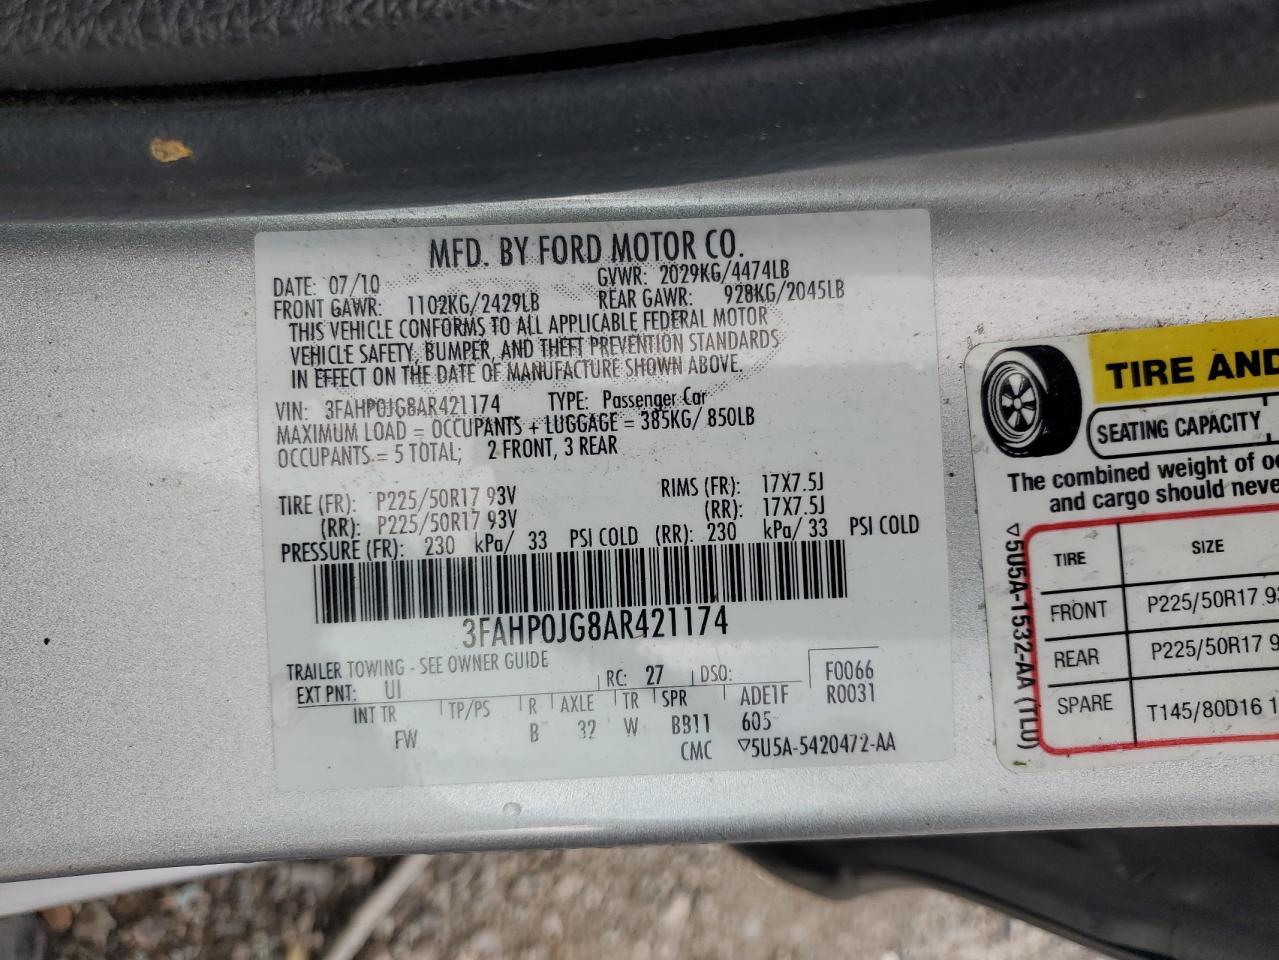 MFD. BY FORD MOTOR CO.
DATE: 07/10 GVWR: 2029KG/4474LB
FRONT GAWR: 1102KG/2429LB REAR GAWR: 928KG/2045LB
THIS VEHICLE CONFORMS TO ALL APPLICABLE FEDERAL MOTOR
VEHICLE SAFETY, BUMPER, AND THEFT PREVENTION STANDARDS
IN EFFECT ON THE DATE OF MANUFACTURE SHOWN ABOVE.
VIN: 3FAHP0JG8AR421174 TYPE: Passenger Car
MAXIMUM LOAD = OCCUPANTS + LUGGAGE = 385KG/ 850LB
OCCUPANTS = 5 TOTAL; 2 FRONT, 3 REAR
TIRE (FR): P225/50R17 93V RIMS (FR): 17X7.5J
(RR): P225/50R17 93V (RR): 17X7.5J
PRESSURE (FR): 230 kPa/ 33 PSI COLD (RR): 230 kPa/ 33 PSI COLD
3FAHP0JG8AR421174
TRAILER TOWING - SEE OWNER GUIDE
EXT PNT: UI RC: 27 DSO: F0066
INT TR TP/PS R AXLE TR SPR ADE1F R0031
FW B 32 W BB11 605
CMC ▽5U5A-5420472-AA
TIRE AND
SEATING CAPACITY
The combined weight of oc
and cargo should neve
▽5U5A-1532-AA (TL0)
TIRE SIZE
FRONT P225/50R17 93
REAR P225/50R17 9
SPARE T145/80D16 1